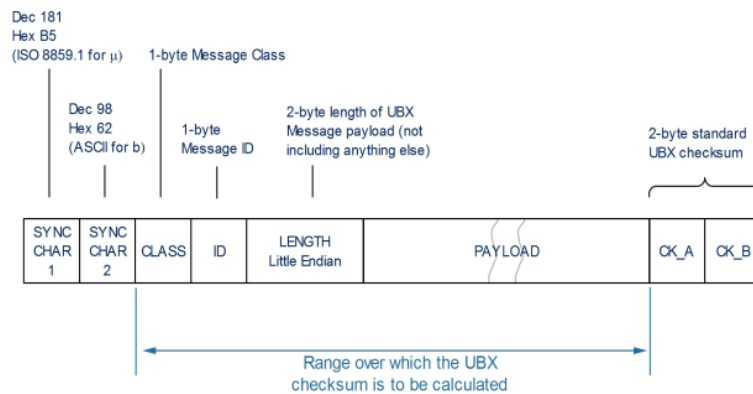 Dec 181
Hex B5
(ISO 8859.1 for µ)
1-byte Message Class
Dec 98
Hex 62
(ASCII for b)
1-byte
Message ID
2-byte length of UBX
Message payload (not
including anything else)
2-byte standard
UBX checksum
SYNC
CHAR
1
SYNC
CHAR
2
CLASS
ID
LENGTH
Little Endian
PAYLOAD
CK_A
CK_B
Range over which the UBX
checksum is to be calculated